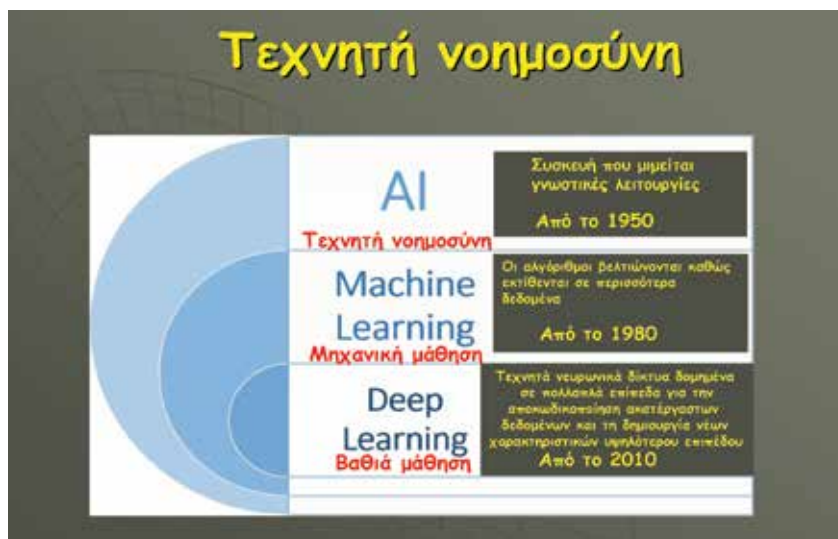 Τεχνητή νοημοσύνη
AI
Τεχνητή νοημοσύνη
Συσκευή που μιμείται
γνωστικές λειτουργίες
Από το 1950
Machine
Learning
Μηχανική μάθηση
Οι αλγόριθμοι βελτιώνονται καθώς
εκτίθενται σε περισσότερα
δεδομένα
Από το 1980
Deep
Learning
Βαθιά μάθηση
Τεχνητά νευρωνικά δίκτυα δομημένα
σε πολλαπλά επίπεδα για την
αποκωδικοποίηση ακατέργαστων
δεδομένων και τη δημιουργία νέων
χαρακτηριστικών υψηλότερου επιπέδου
Από το 2010